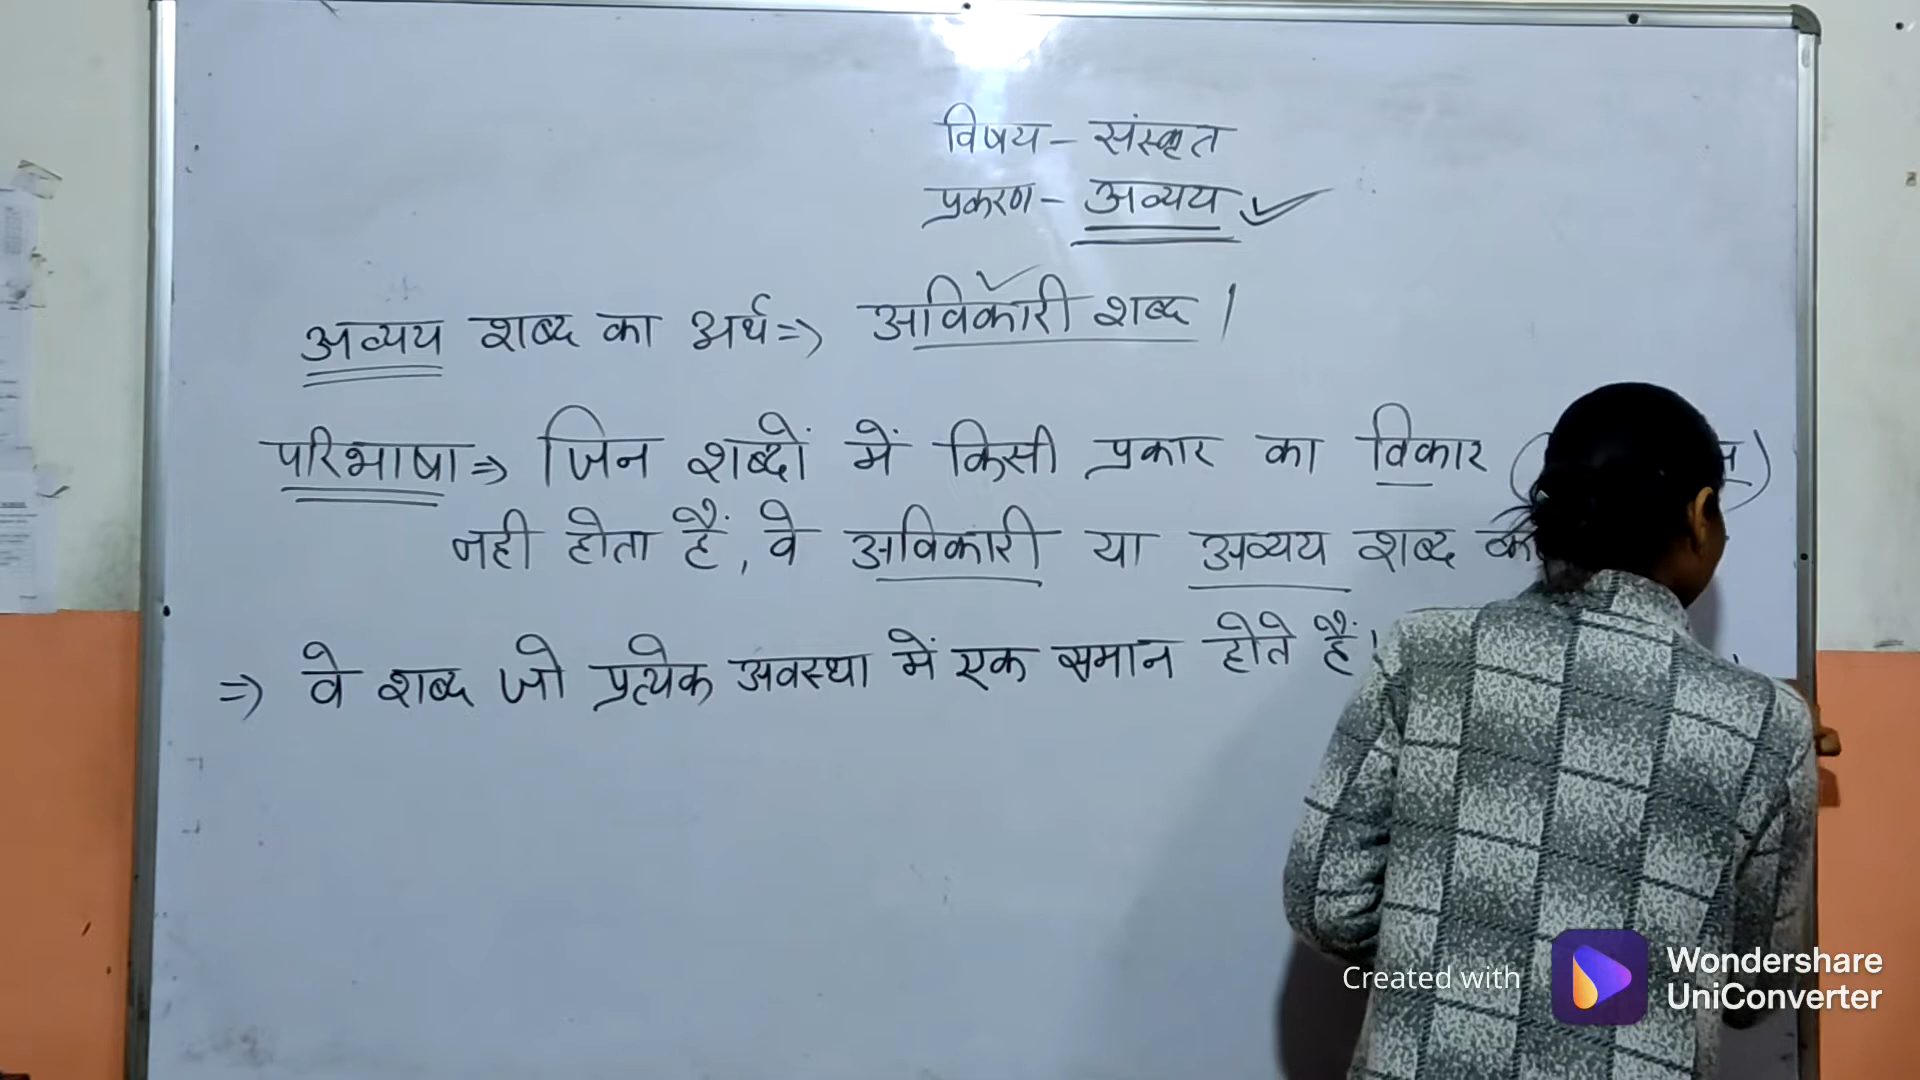 विषय - संस्कृत
प्रकरण - अव्यय
अव्यय शब्द का अर्थ => अविकारी शब्द |
परिभाषा => जिन शब्दों में किसी प्रकार का विकार (
नही होता हैं, वे अविकारी या अव्यय शब्द
=> वे शब्द जो प्रत्येक अवस्था में एक समान होते हैं।
Created with Wondershare UniConverter